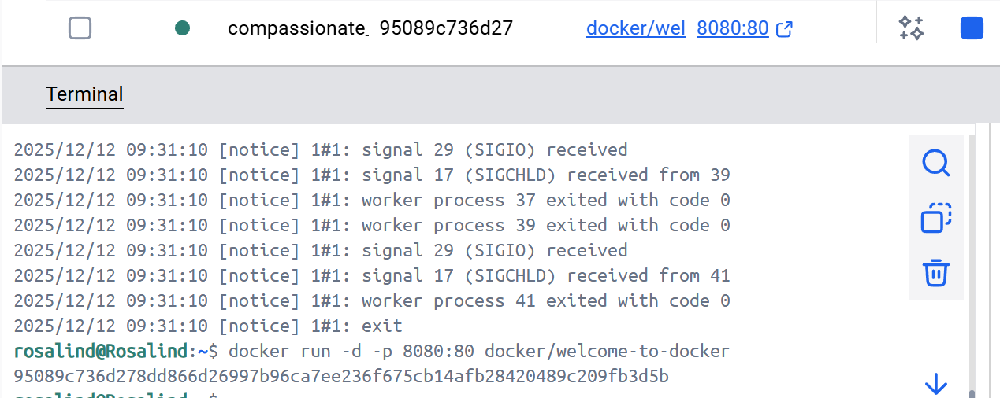 compassionate_ 95089c736d27 docker/wel 8080:80
Terminal
2025/12/12 09:31:10 [notice] 1#1: signal 29 (SIGIO) received
2025/12/12 09:31:10 [notice] 1#1: signal 17 (SIGCHLD) received from 39
2025/12/12 09:31:10 [notice] 1#1: worker process 37 exited with code 0
2025/12/12 09:31:10 [notice] 1#1: worker process 39 exited with code 0
2025/12/12 09:31:10 [notice] 1#1: signal 29 (SIGIO) received
2025/12/12 09:31:10 [notice] 1#1: signal 17 (SIGCHLD) received from 41
2025/12/12 09:31:10 [notice] 1#1: worker process 41 exited with code 0
2025/12/12 09:31:10 [notice] 1#1: exit
rosalind@Rosalind:~$ docker run -d -p 8080:80 docker/welcome-to-docker
95089c736d278dd866d26997b96ca7ee236f675cb14afb28420489c209fb3d5b